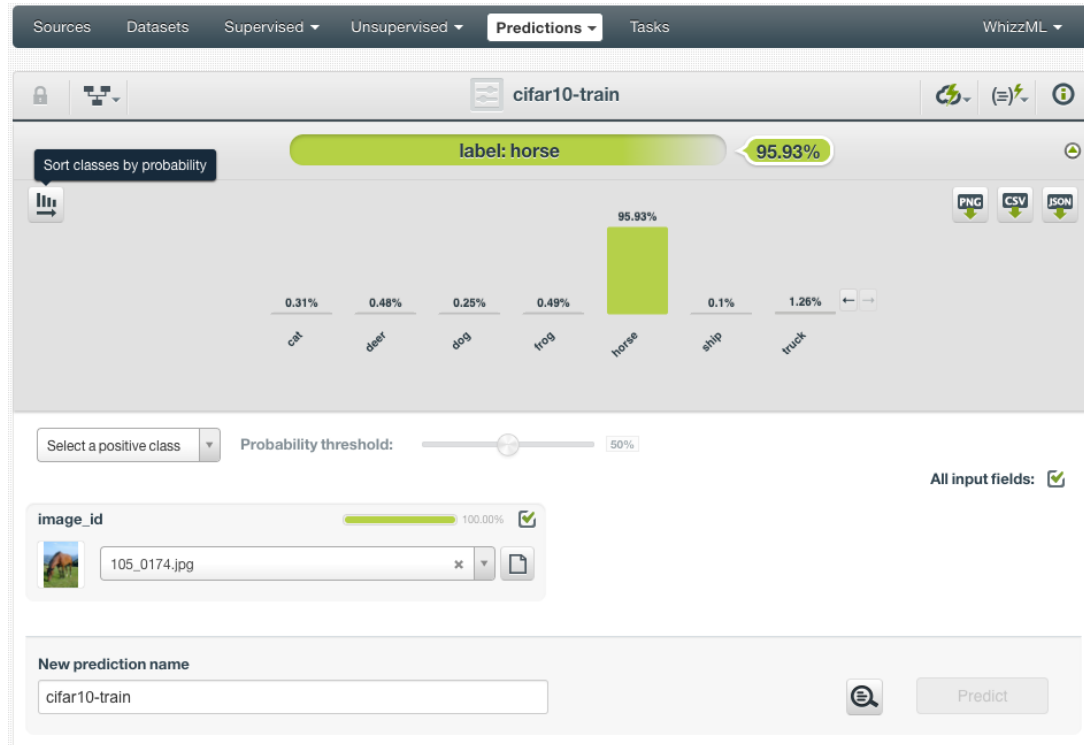 Sources Datasets Supervised Unsupervised Predictions Tasks WhizzML
cifar10-train
label: horse 95.93%
Sort classes by probability
PNG CSV JSON
95.93%
0.31% 0.48% 0.25% 0.49% 0.1% 1.26%
cat deer dog frog horse ship truck
Select a positive class Probability threshold: 50%
All input fields:
image_id 100.00%
105_0174.jpg
New prediction name
cifar10-train
Predict